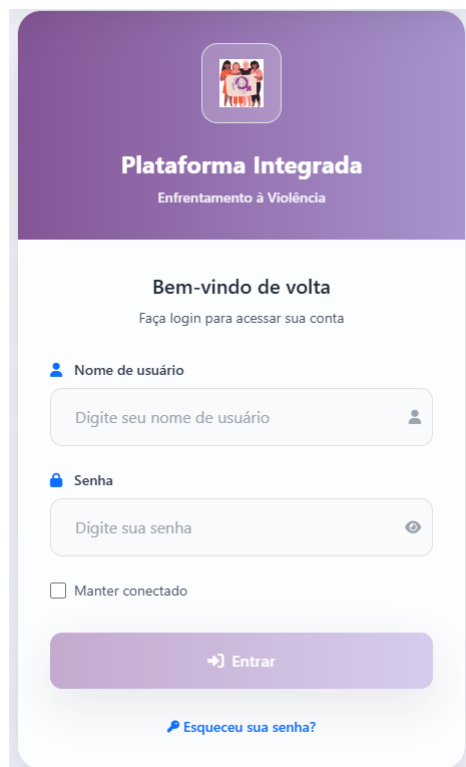 Plataforma Integrada
Enfrentamento à Violência
Bem-vindo de volta
Faça login para acessar sua conta
Nome de usuário
Digite seu nome de usuário
Senha
Digite sua senha
Manter conectado
Entrar
Esqueceu sua senha?